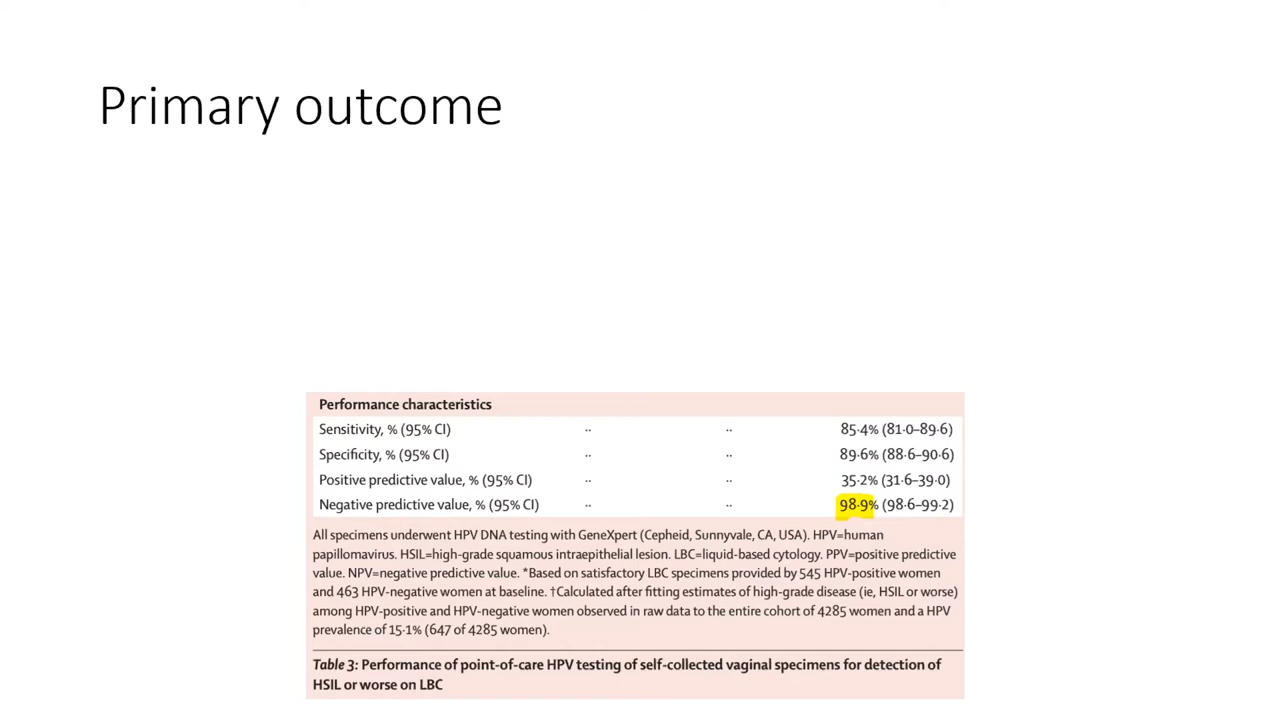 Primary outcome
Performance characteristics
Sensitivity, % (95% CI) ·· ·· 85·4% (81·0–89·6)
Specificity, % (95% CI) ·· ·· 89·6% (88·6–90·6)
Positive predictive value, % (95% CI) ·· ·· 35·2% (31·6–39·0)
Negative predictive value, % (95% CI) ·· ·· 98·9% (98·6–99·2)
All specimens underwent HPV DNA testing with GeneXpert (Cepheid, Sunnyvale, CA, USA). HPV=human
papillomavirus. HSIL=high-grade squamous intraepithelial lesion. LBC=liquid-based cytology. PPV=positive predictive
value. NPV=negative predictive value. *Based on satisfactory LBC specimens provided by 545 HPV-positive women
and 463 HPV-negative women at baseline. †Calculated after fitting estimates of high-grade disease (ie, HSIL or worse)
among HPV-positive and HPV-negative women observed in raw data to the entire cohort of 4285 women and a HPV
prevalence of 15·1% (647 of 4285 women).
Table 3: Performance of point-of-care HPV testing of self-collected vaginal specimens for detection of
HSIL or worse on LBC